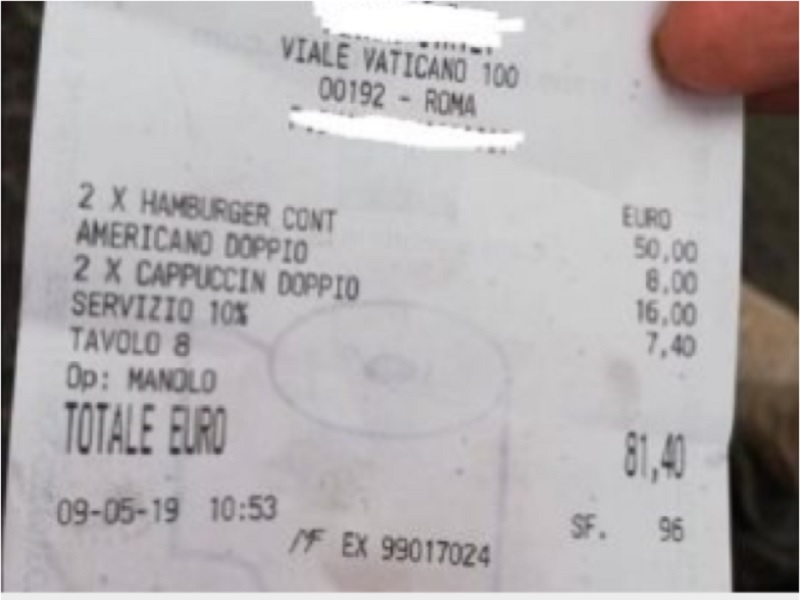 VIALE VATICANO 100
00192 - ROMA
EURO
2 X HAMBURGER CONT 50,00
AMERICANO DOPPIO 8,00
2 X CAPPUCCIN DOPPIO 16,00
SERVIZIO 10% 7,40
TAVOLO 8
Op: MANOLO
TOTALE EURO 81,40
09-05-19 10:53 SF. 96
MF EX 99017024